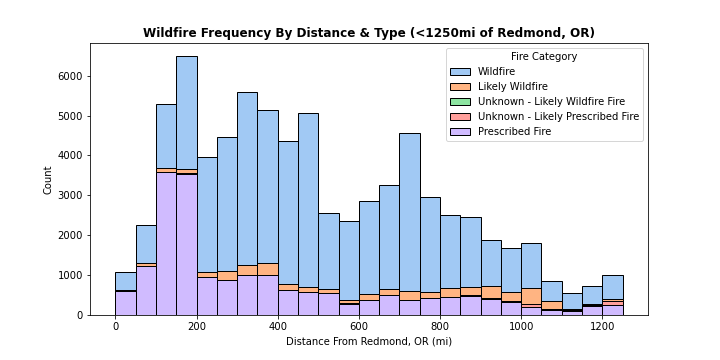 Wildfire Frequency By Distance & Type (<1250mi of Redmond, OR)
Fire Category
Wildfire
Likely Wildfire
Unknown - Likely Wildfire Fire
Unknown - Likely Prescribed Fire
Prescribed Fire
6000
5000
4000
3000
2000
1000
0
Count
0 200 400 600 800 1000 1200
Distance From Redmond, OR (mi)